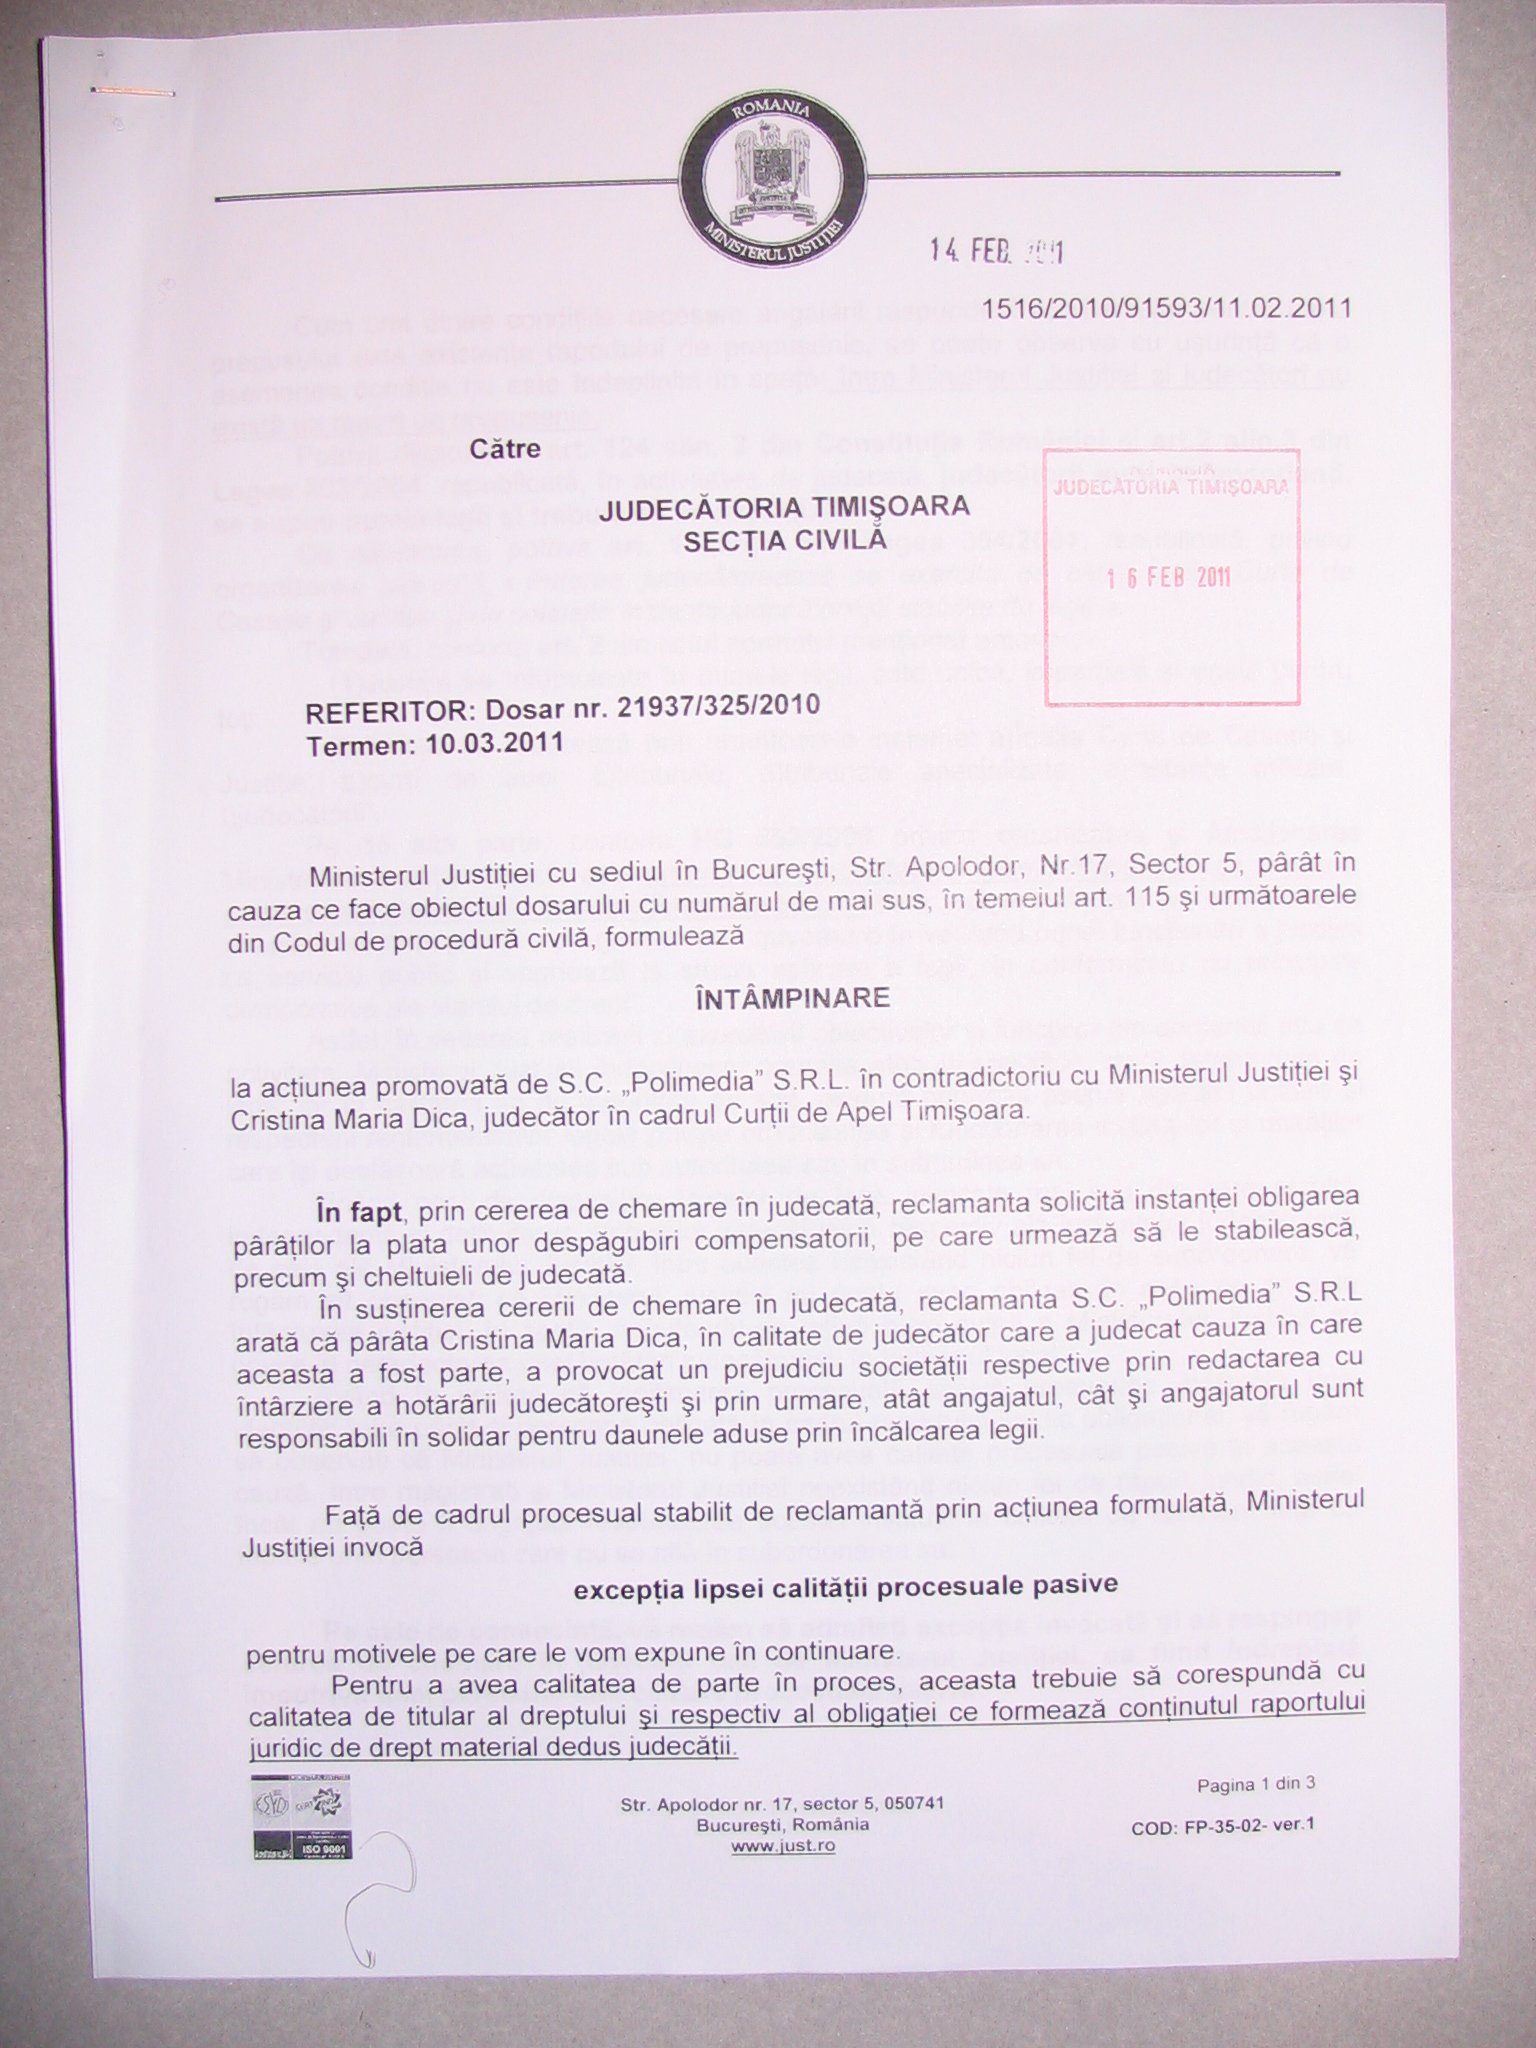 ROMANIA
MINISTERUL JUSTIȚIEI
14 FEB 2011
1516/2010/91593/11.02.2011
Către
JUDECĂTORIA TIMIŞOARA
SECŢIA CIVILĂ
JUDECĂTORIA TIMIŞOARA
16 FEB 2011
REFERITOR: Dosar nr. 21937/325/2010
Termen: 10.03.2011
Ministerul Justiţiei cu sediul în Bucureşti, Str. Apolodor, Nr.17, Sector 5, pârât în
cauza ce face obiectul dosarului cu numărul de mai sus, în temeiul art. 115 şi următoarele
din Codul de procedură civilă, formulează
ÎNTÂMPINARE
la acţiunea promovată de S.C. „Polimedia” S.R.L. în contradictoriu cu Ministerul Justiţiei şi
Cristina Maria Dica, judecător în cadrul Curţii de Apel Timişoara.
În fapt, prin cererea de chemare în judecată, reclamanta solicită instanţei obligarea
pârâţilor la plata unor despăgubiri compensatorii, pe care urmează să le stabilească,
precum şi cheltuieli de judecată.
În susţinerea cererii de chemare în judecată, reclamanta S.C. „Polimedia” S.R.L
arată că pârâta Cristina Maria Dica, în calitate de judecător care a judecat cauza în care
aceasta a fost parte, a provocat un prejudiciu societăţii respective prin redactarea cu
întârziere a hotărârii judecătoreşti şi prin urmare, atât angajatul, cât şi angajatorul sunt
responsabili în solidar pentru daunele aduse prin încălcarea legii.
Faţă de cadrul procesual stabilit de reclamantă prin acţiunea formulată, Ministerul
Justiţiei invocă
excepţia lipsei calităţii procesuale pasive
pentru motivele pe care le vom expune în continuare.
Pentru a avea calitatea de parte în proces, aceasta trebuie să corespundă cu
calitatea de titular al dreptului şi respectiv al obligaţiei ce formează conţinutul raportului
juridic de drept material dedus judecăţii.
ISO 9001
Str. Apolodor nr. 17, sector 5, 050741
Bucureşti, România
www.just.ro
Pagina 1 din 3
COD: FP-35-02- ver.1